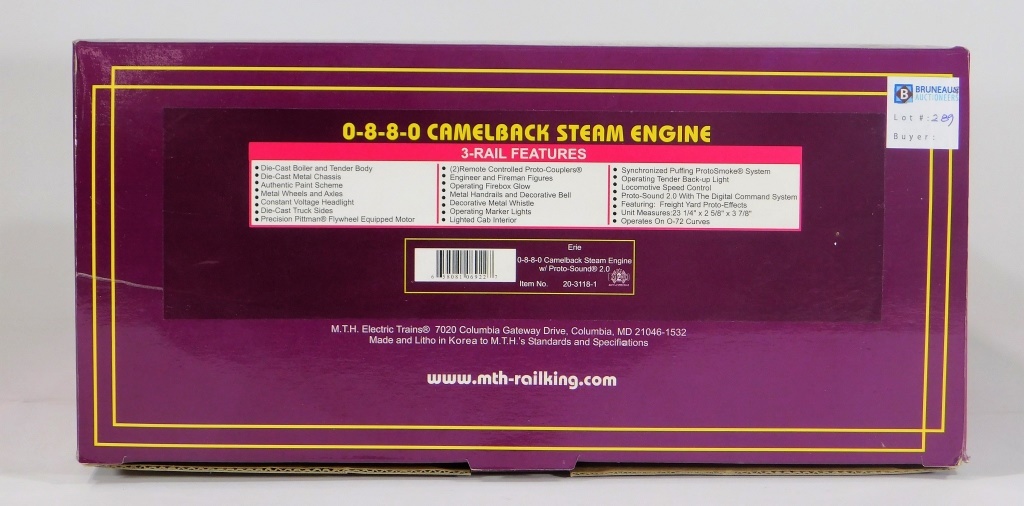 BRUNEAU & CO
AUCTIONEERS
Lot #: 289
Buyer:
0-8-8-0 CAMELBACK STEAM ENGINE
3-RAIL FEATURES
• Die-Cast Boiler and Tender Body
• Die-Cast Metal Chassis
• Authentic Paint Scheme
• Metal Wheels and Axles
• Constant Voltage Headlight
• Die-Cast Truck Sides
• Precision Pittman® Flywheel Equipped Motor
• (2)Remote Controlled Proto-Couplers®
• Engineer and Fireman Figures
• Operating Firebox Glow
• Metal Handrails and Decorative Bell
• Decorative Metal Whistle
• Operating Marker Lights
• Lighted Cab Interior
• Synchronized Puffing ProtoSmoke® System
• Operating Tender Back-up Light
• Locomotive Speed Control
• Proto-Sound 2.0 With The Digital Command System
• Featuring: Freight Yard Proto-Effects
• Unit Measures:23 1/4" x 2 5/8" x 3 7/8"
• Operates On O-72 Curves
Erie
0-8-8-0 Camelback Steam Engine
w/ Proto-Sound® 2.0
Item No. 20-3118-1
M.T.H. Electric Trains® 7020 Columbia Gateway Drive, Columbia, MD 21046-1532
Made and Litho in Korea to M.T.H.'s Standards and Specifiations
www.mth-railking.com